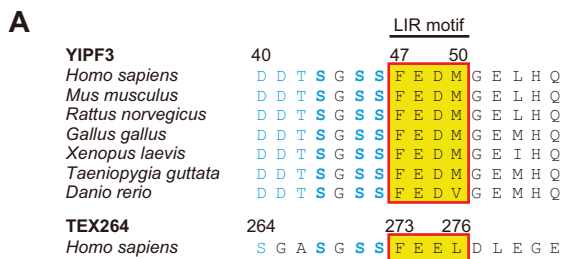 A
LIR motif
YIPF3 40 47 50
Homo sapiens D D T S G S S F E D M G E L H Q
Mus musculus D D T S G S S F E D M G E L H Q
Rattus norvegicus D D T S G S S F E D M G E L H Q
Gallus gallus D D T S G S S F E D M G E M H Q
Xenopus laevis D D T S G S S F E D M G E I H Q
Taeniopygia guttata D D T S G S S F E D M G E M H Q
Danio rerio D D T S G S S F E D V G E M H Q
TEX264 264 273 276
Homo sapiens S G A S G S S F E E L D L E G E